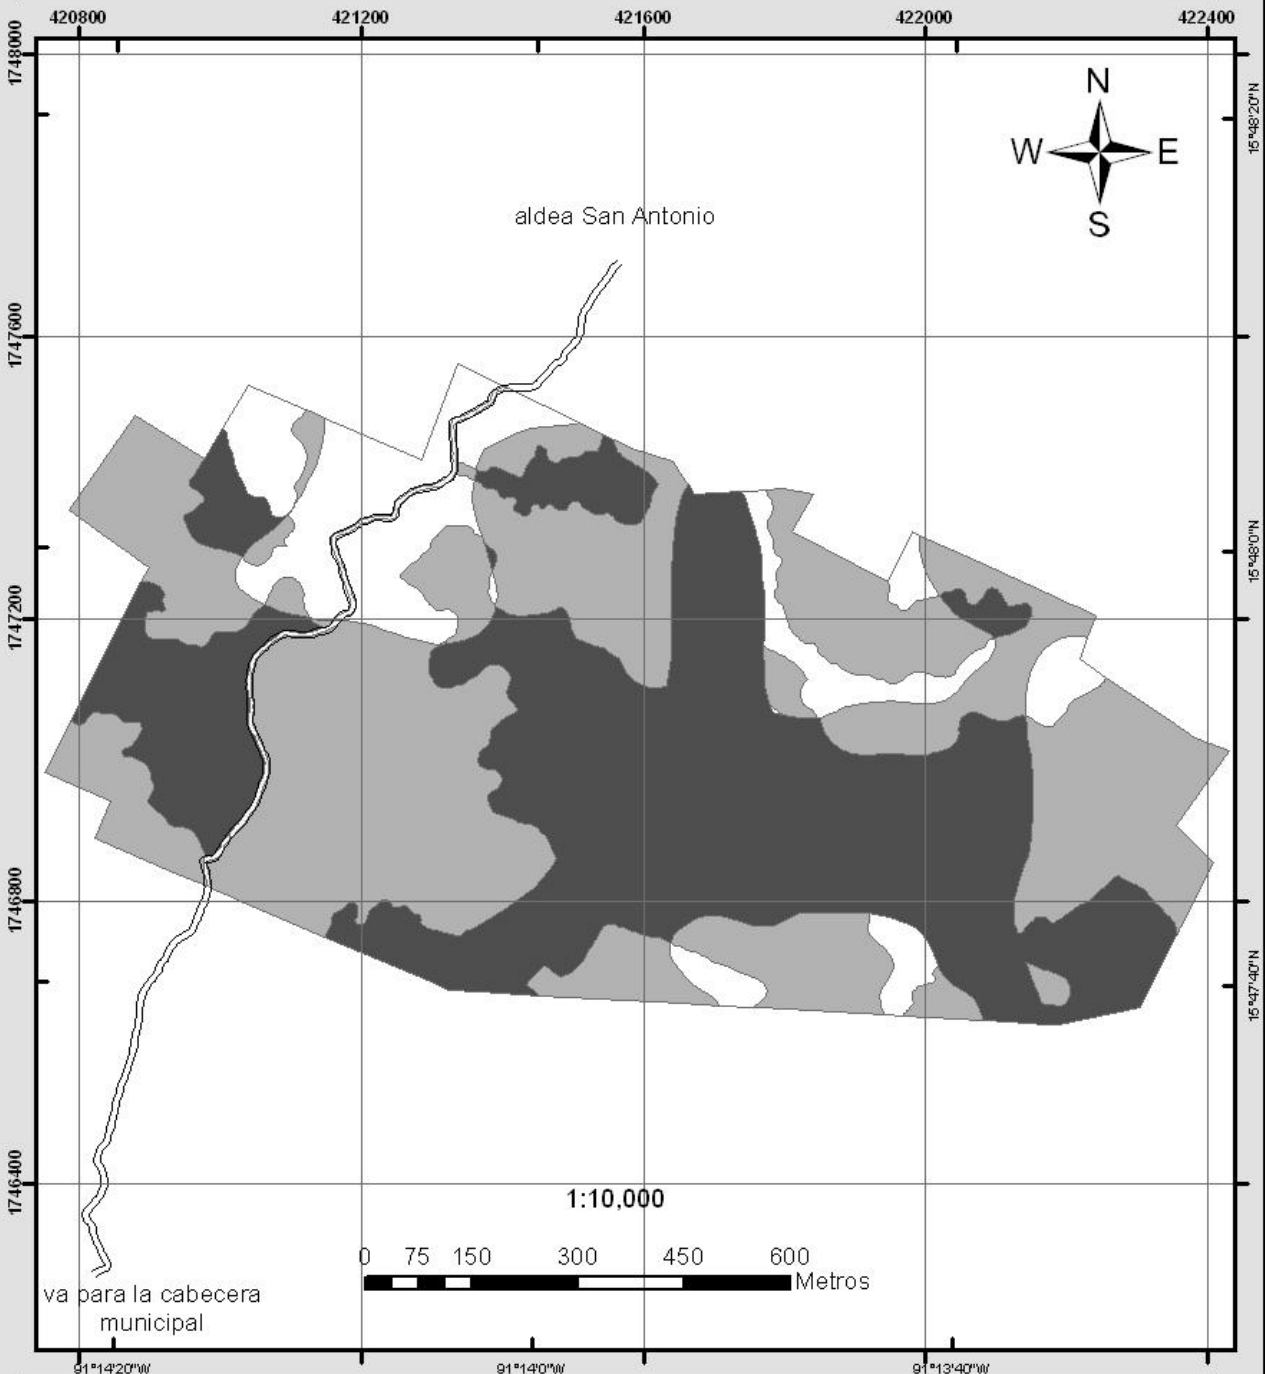 420800 421200 421600 422000 422400
1748000
N
15°48'20"N
W E
S
aldea San Antonio
1747600
15°48'0"N
1747200
1746800
15°47'40"N
1746400
1:10,000
0 75 150 300 450 600
Metros
va para la cabecera
municipal
91°14'20"W 91°14'0"W 91°13'40"W